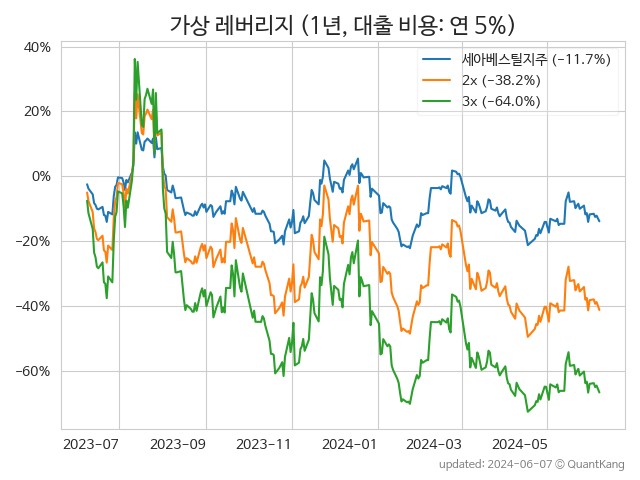 가상 레버리지 (1년, 대출 비용: 연 5%)
세아베스틸지주 (−11.7%)
2x (−38.2%)
3x (−64.0%)
40%
20%
0%
−20%
−40%
−60%
2023-07 2023-09 2023-11 2024-01 2024-03 2024-05
updated: 2024-06-07 © QuantKang